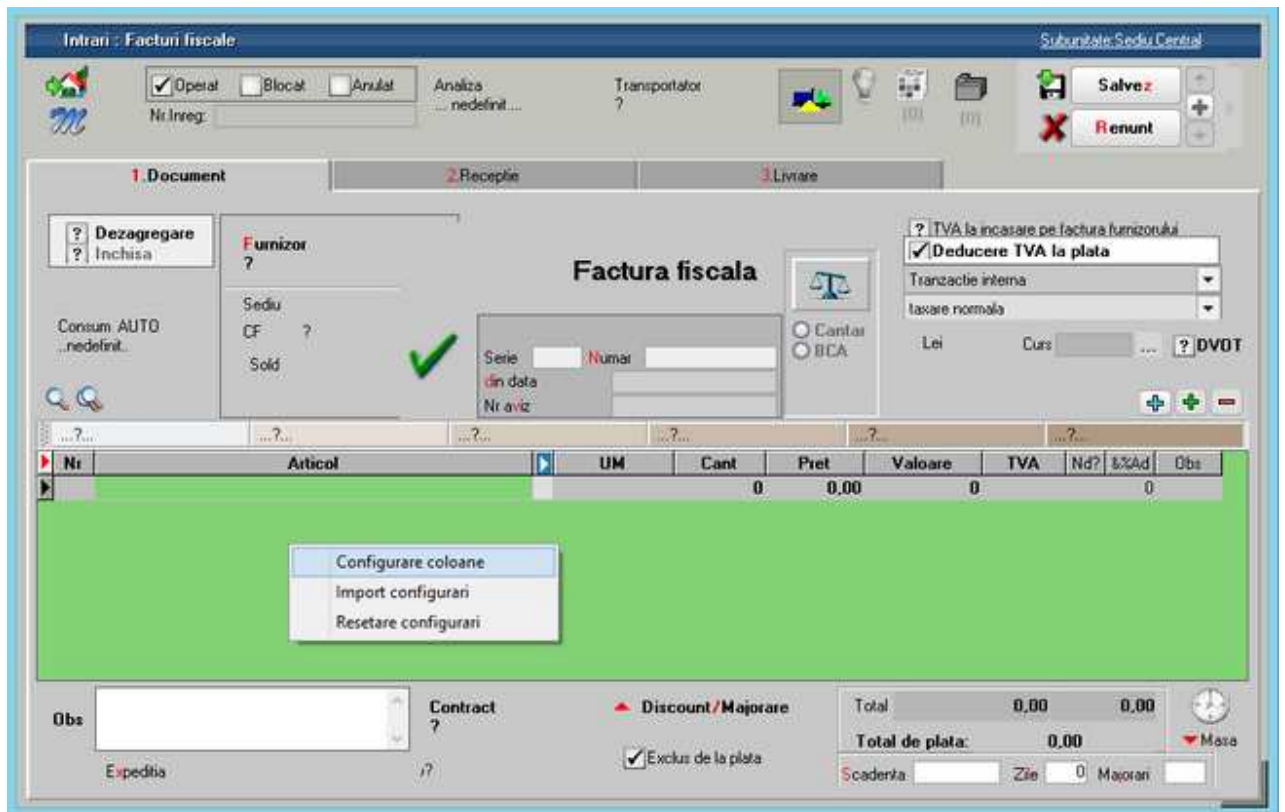 Intrari : Facturi fiscale Subunitate:Sediu Central
Operat Blocat Anulat Analiza Transportator Salvez
... nedefinit ... ?
Nr.Inreg: (0) (0) Renunt
1.Document 2.Receptie 3.Livrare
? Dezagregare
? Inchisa
Furnizor
?
Sediu
CF ?
Sold
Consum AUTO
..nedefinit..
Factura fiscala
Serie Numar
din data
Nr aviz
Cantar
BCA
? TVA la incasare pe factura furnizorului
Deducere TVA la plata
Tranzactie interna
taxare normala
Lei Curs ... ? DVOT
...?... ...?... ...?... ...?... ...?... ...?...
Nr Articol UM Cant Pret Valoare TVA Nd? &%Ad Obs
0 0,00 0 0
Configurare coloane
Import configurari
Resetare configurari
Obs
Contract
?
Discount/Majorare
Exclus de la plata
Total 0,00 0,00
Total de plata: 0,00
Masa
Expeditia /?
Scadenta Zile 0 Majorari